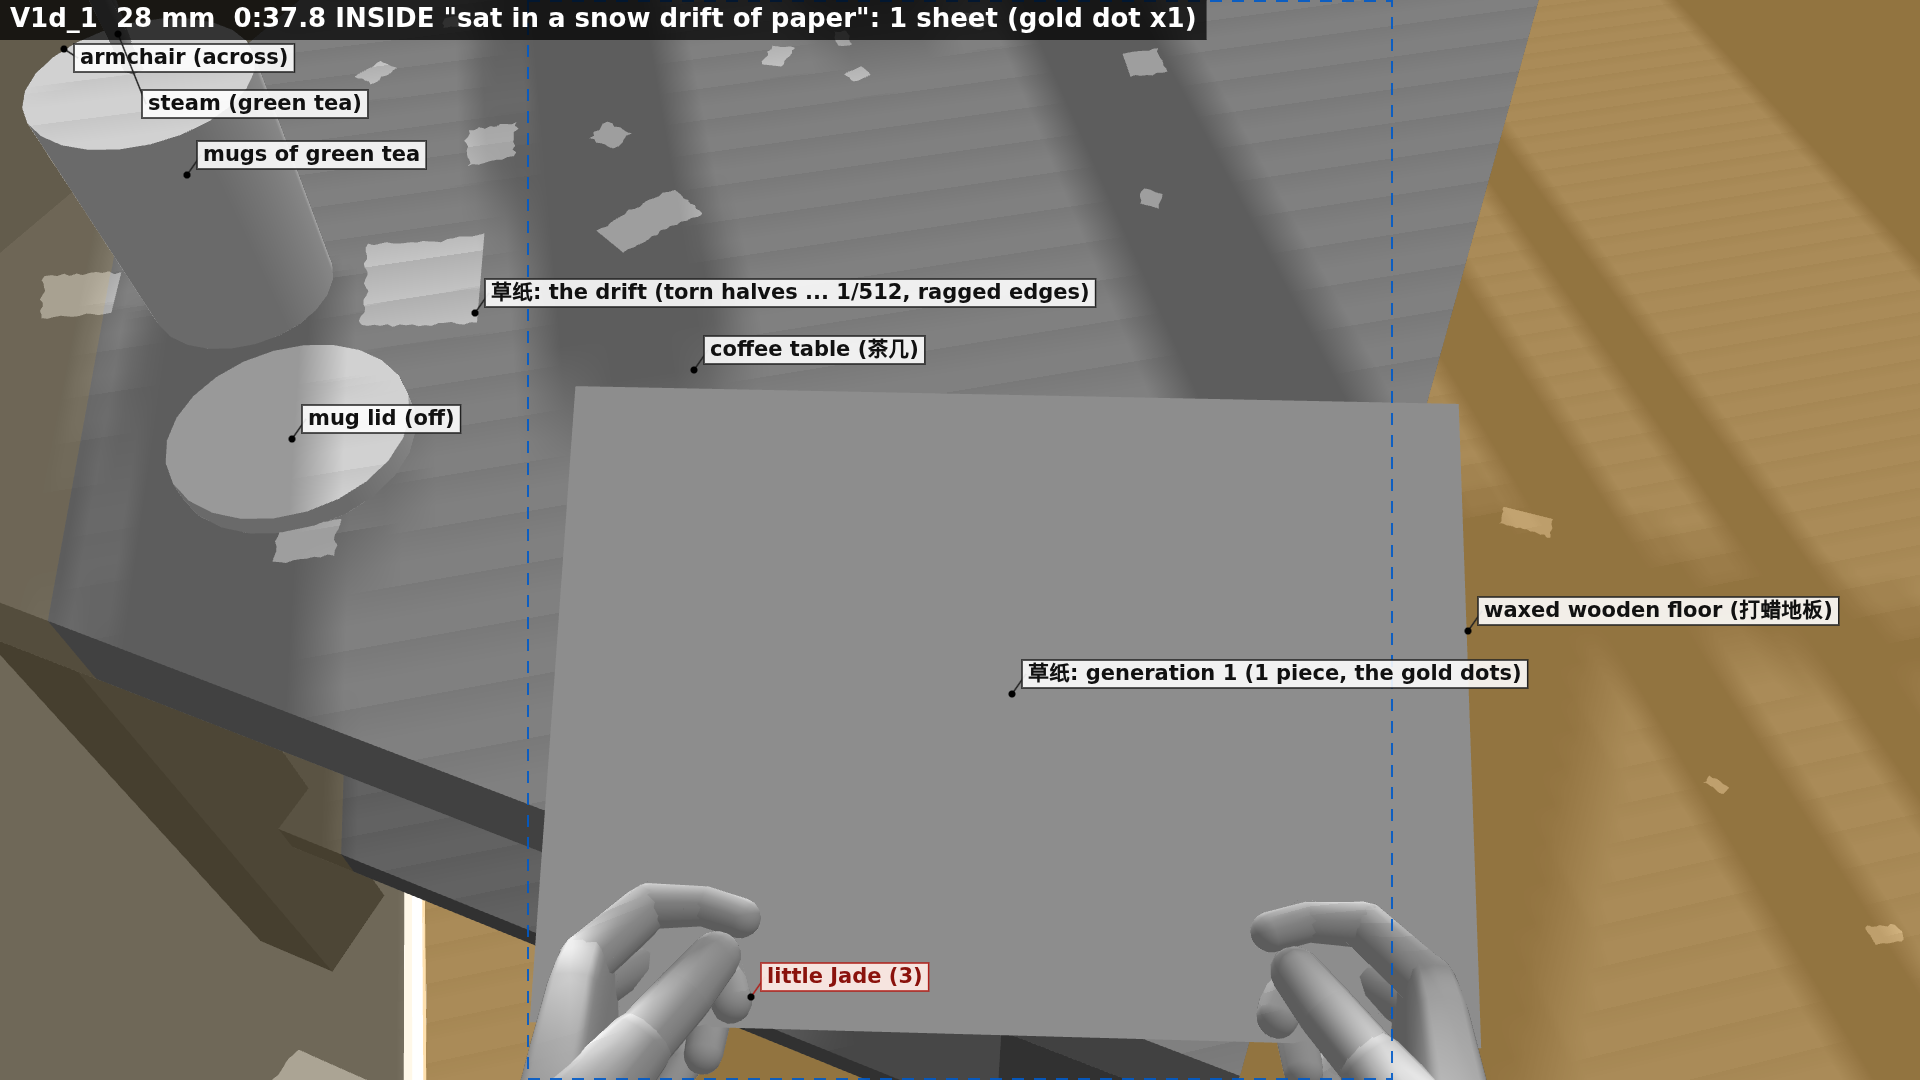 V1d_1  28 mm  0:37.8 INSIDE "sat in a snow drift of paper": 1 sheet (gold dot x1)
armchair (across)
steam (green tea)
mugs of green tea
草纸: the drift (torn halves ... 1/512, ragged edges)
coffee table (茶几)
mug lid (off)
waxed wooden floor (打蜡地板)
草纸: generation 1 (1 piece, the gold dots)
little Jade (3)